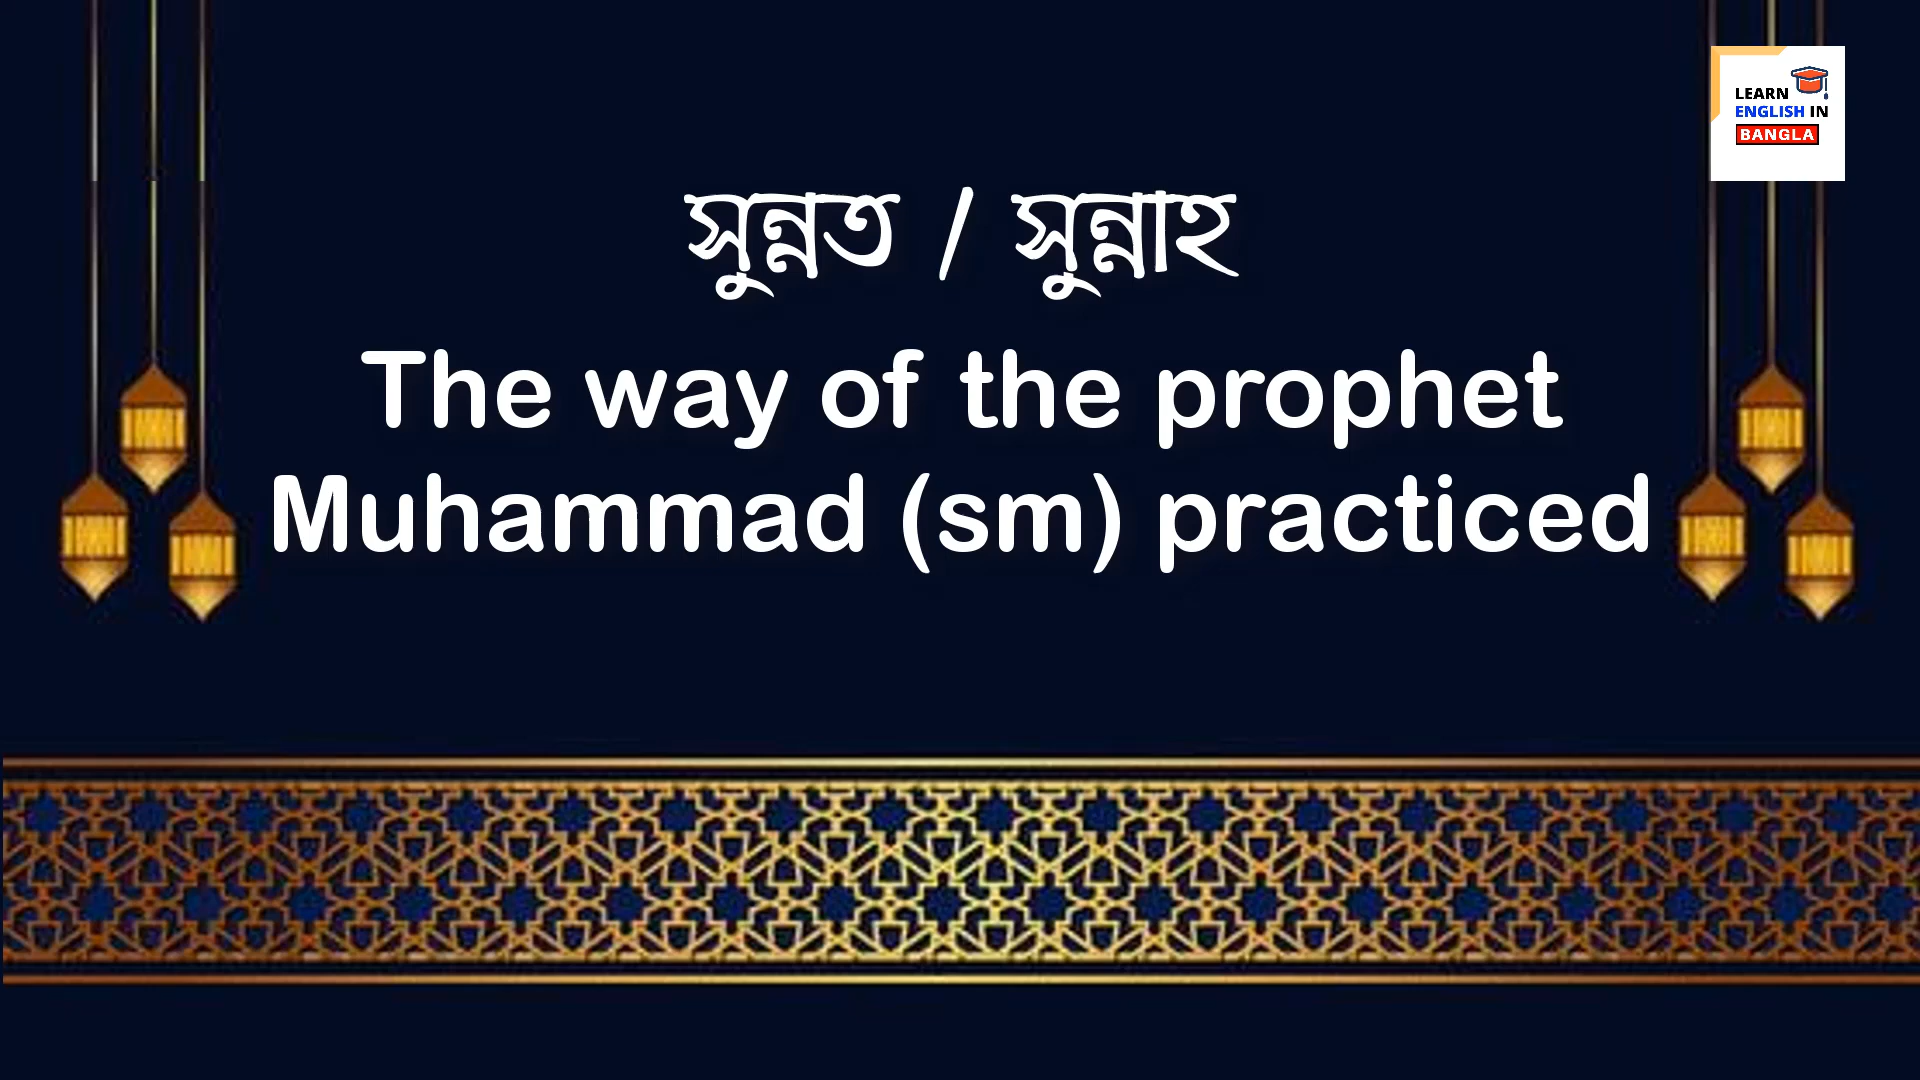 LEARN
ENGLISH IN
BANGLA
সুন্নত / সুন্নাহ
The way of the prophet
Muhammad (sm) practiced